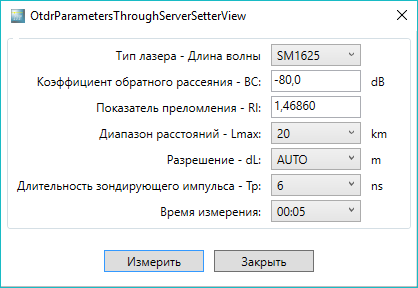 OtdrParametersThroughServerSetterView
Тип лазера - Длина волны SM1625
Коэффициент обратного рассеяния - BC: -80,0 dB
Показатель преломления - RI: 1,46860
Диапазон расстояний - Lmax: 20 km
Разрешение - dL: AUTO m
Длительность зондирующего импульса - Tp: 6 ns
Время измерения: 00:05
Измерить Закрыть